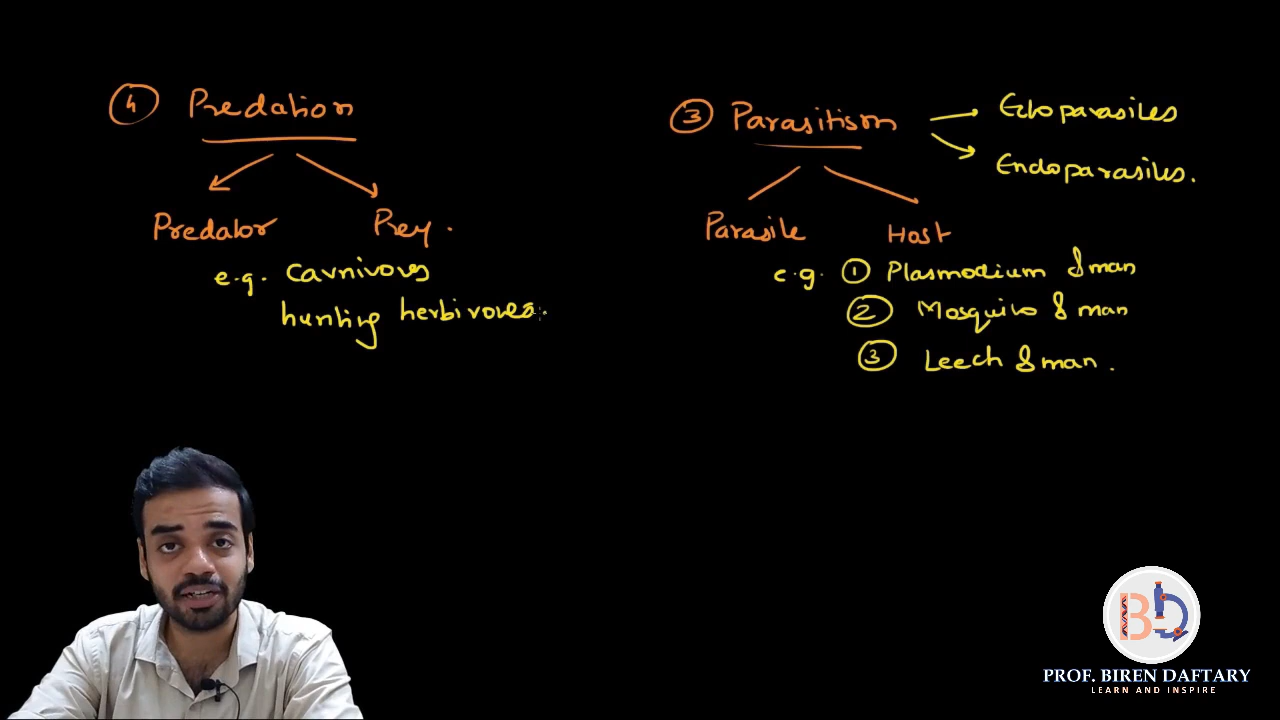 4 Predation
Predator Prey.
e.g. Carnivores
hunting herbivores.
3 Parasitism
Ectoparasites
Endoparasites.
Parasite Host
e.g. 1 Plasmodium & man
2 Mosquito & man
3 Leech & man.
BD
PROF. BIREN DAFTARY
LEARN AND INSPIRE